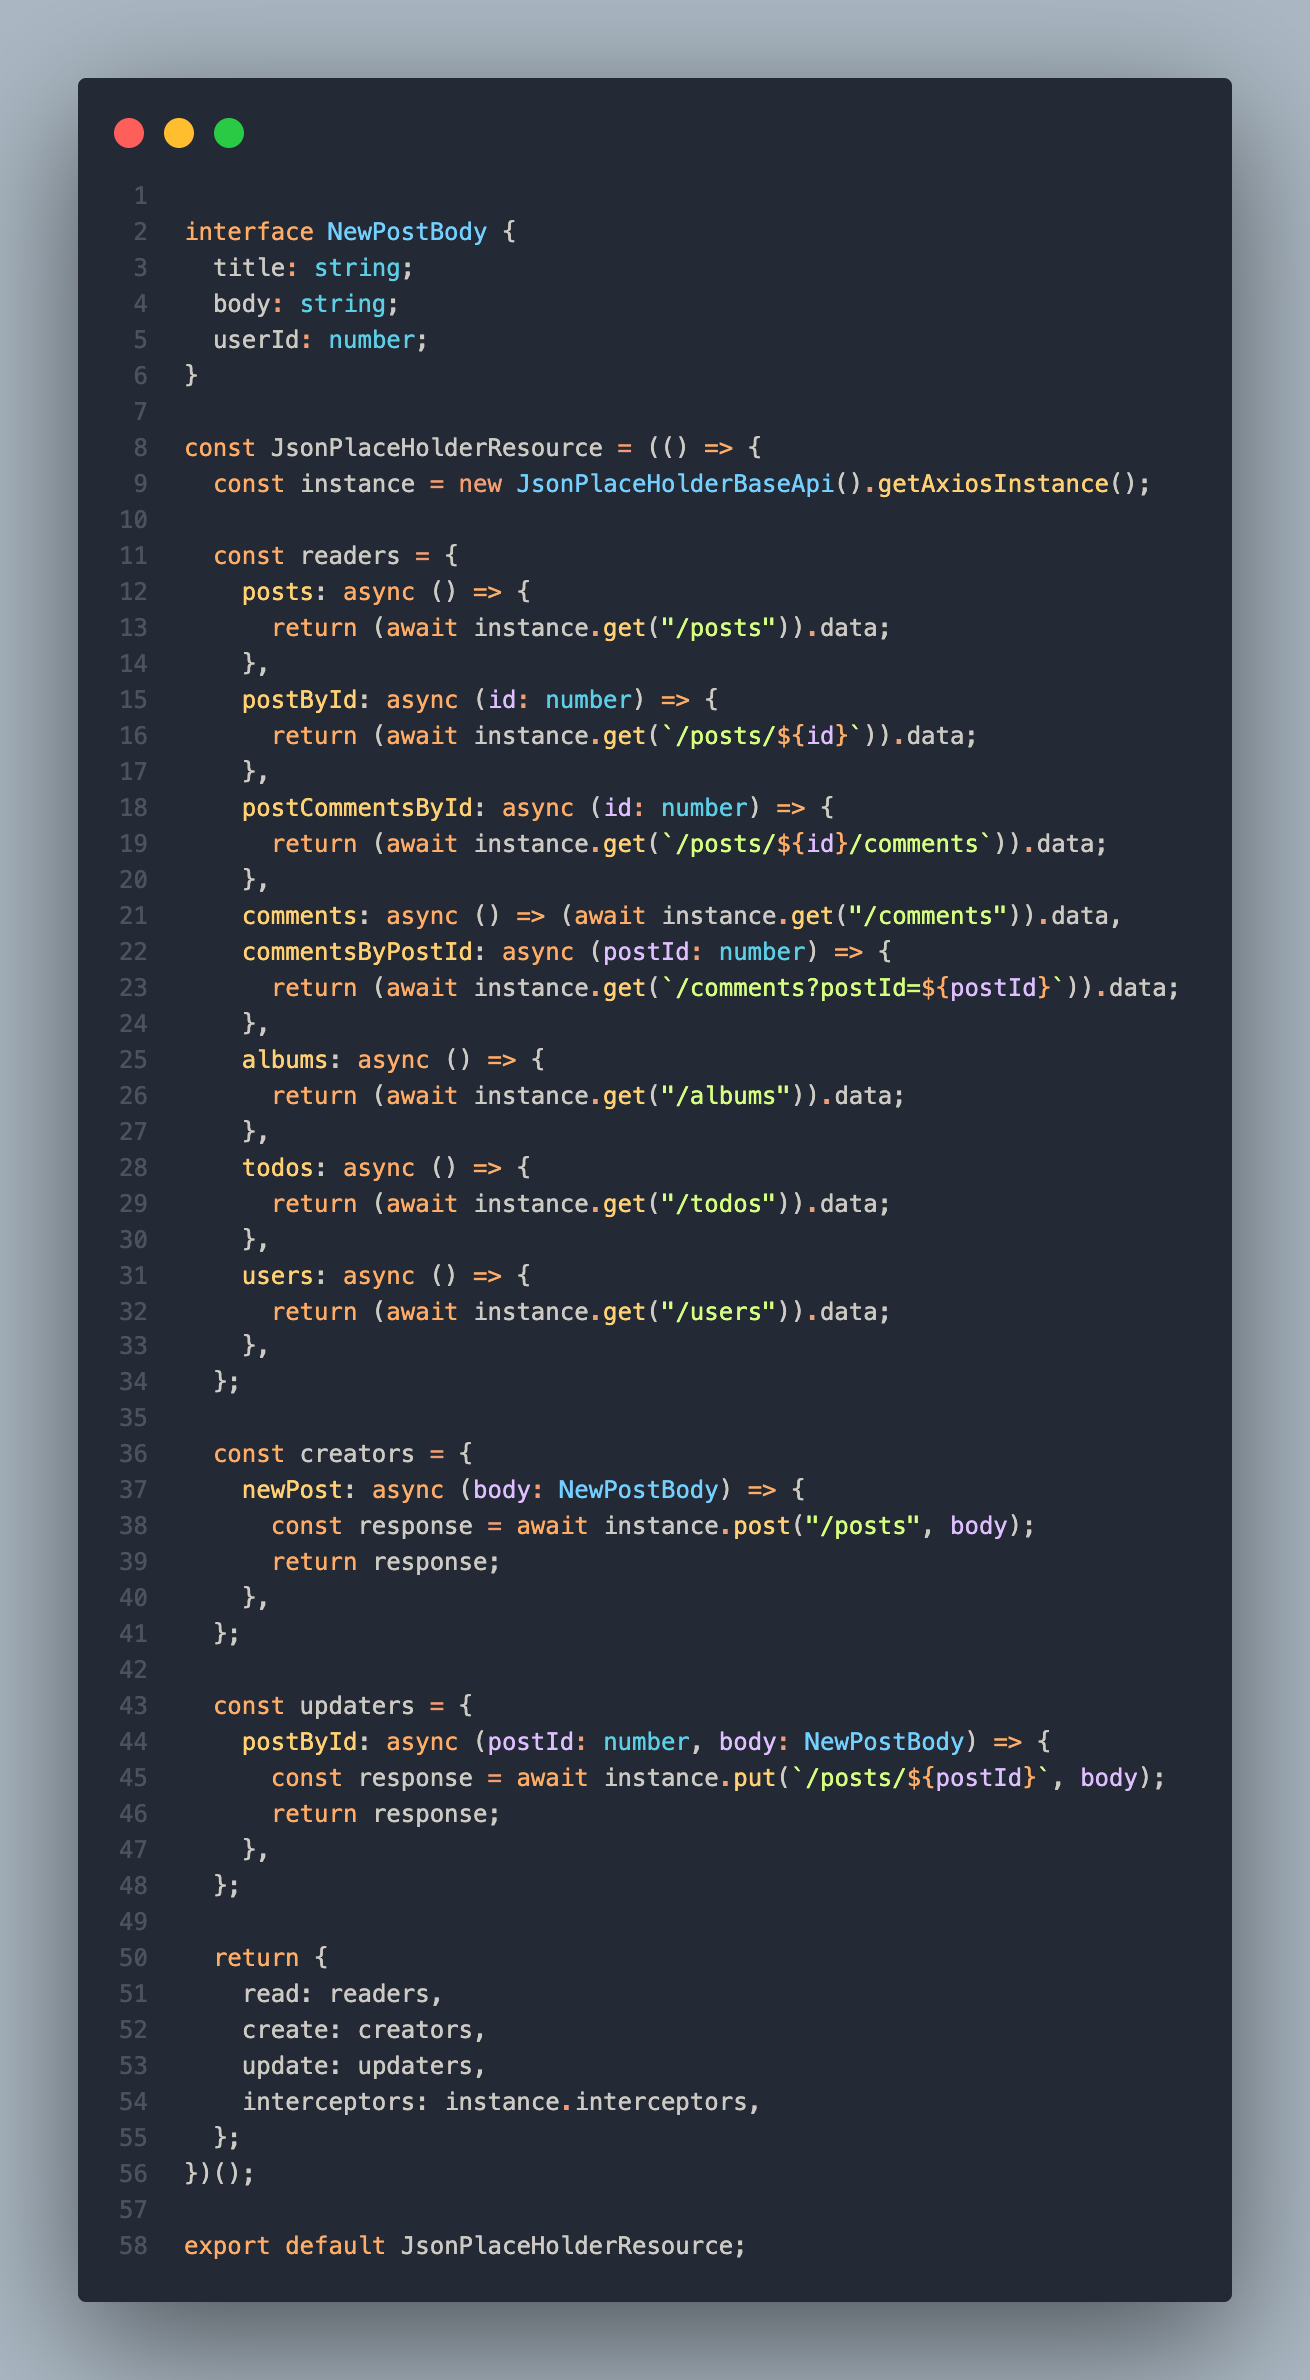 1
2 interface NewPostBody {
3   title: string;
4   body: string;
5   userId: number;
6 }
7
8 const JsonPlaceHolderResource = (() => {
9   const instance = new JsonPlaceHolderBaseApi().getAxiosInstance();
10
11   const readers = {
12     posts: async () => {
13       return (await instance.get("/posts")).data;
14     },
15     postById: async (id: number) => {
16       return (await instance.get(`/posts/${id}`)).data;
17     },
18     postCommentsById: async (id: number) => {
19       return (await instance.get(`/posts/${id}/comments`)).data;
20     },
21     comments: async () => (await instance.get("/comments")).data,
22     commentsByPostId: async (postId: number) => {
23       return (await instance.get(`/comments?postId=${postId}`)).data;
24     },
25     albums: async () => {
26       return (await instance.get("/albums")).data;
27     },
28     todos: async () => {
29       return (await instance.get("/todos")).data;
30     },
31     users: async () => {
32       return (await instance.get("/users")).data;
33     },
34   };
35
36   const creators = {
37     newPost: async (body: NewPostBody) => {
38       const response = await instance.post("/posts", body);
39       return response;
40     },
41   };
42
43   const updaters = {
44     postById: async (postId: number, body: NewPostBody) => {
45       const response = await instance.put(`/posts/${postId}`, body);
46       return response;
47     },
48   };
49
50   return {
51     read: readers,
52     create: creators,
53     update: updaters,
54     interceptors: instance.interceptors,
55   };
56 })();
57
58 export default JsonPlaceHolderResource;